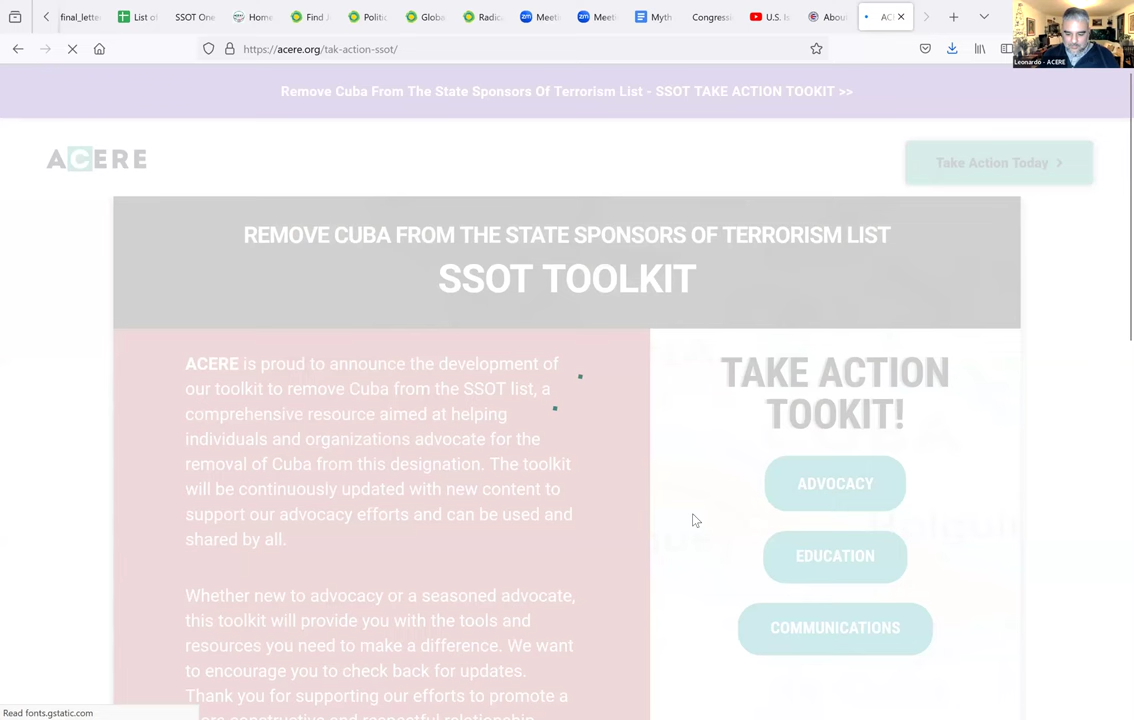 final_lette
List of
SSOT One
Home
Find J
Politic
Globa
Radica
Meeti
Meeti
Myth
Congressi
U.S. Is
About
AC
Leonardo - ACERE
https://acere.org/tak-action-ssot/
Remove Cuba From The State Sponsors Of Terrorism List - SSOT TAKE ACTION TOOKIT >>
ACERE
Take Action Today >
REMOVE CUBA FROM THE STATE SPONSORS OF TERRORISM LIST
SSOT TOOLKIT
ACERE is proud to announce the development of
our toolkit to remove Cuba from the SSOT list, a
comprehensive resource aimed at helping
individuals and organizations advocate for the
removal of Cuba from this designation. The toolkit
will be continuously updated with new content to
support our advocacy efforts and can be used and
shared by all.
Whether new to advocacy or a seasoned advocate,
this toolkit will provide you with the tools and
resources you need to make a difference. We want
to encourage you to check back for updates.
Thank you for supporting our efforts to promote a
more constructive and respectful relationship
TAKE ACTION
TOOKIT!
ADVOCACY
EDUCATION
COMMUNICATIONS
Read fonts.gstatic.com